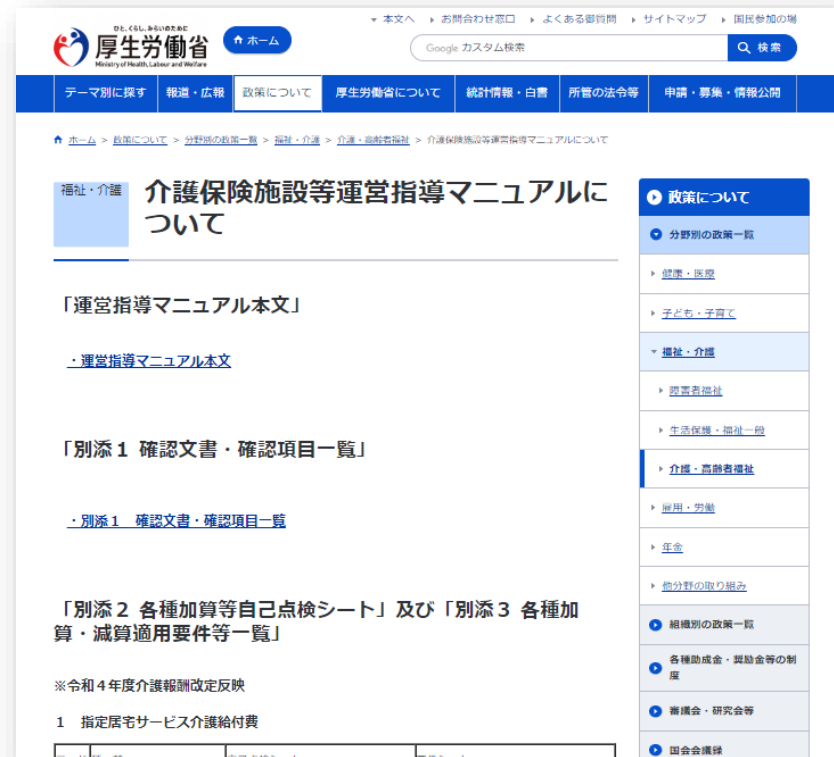 本文へ お問合わせ窓口 よくある御質問 サイトマップ 国民参加の場
ひと、くらし、みらいのために
厚生労働省
Ministry of Health, Labour and Welfare
ホーム
Google カスタム検索
検索
テーマ別に探す 報道・広報 政策について 厚生労働省について 統計情報・白書 所管の法令等 申請・募集・情報公開
ホーム > 政策について > 分野別の政策一覧 > 福祉・介護 > 介護・高齢者福祉 > 介護保険施設等運営指導マニュアルについて
福祉・介護
介護保険施設等運営指導マニュアルに
ついて
「運営指導マニュアル本文」
・運営指導マニュアル本文
「別添1 確認文書・確認項目一覧」
・別添1 確認文書・確認項目一覧
「別添2 各種加算等自己点検シート」及び「別添3 各種加
算・減算適用要件等一覧」
※令和4年度介護報酬改定反映
1 指定居宅サービス介護給付費
政策について
分野別の政策一覧
健康・医療
子ども・子育て
福祉・介護
障害者福祉
生活保護・福祉一般
介護・高齢者福祉
雇用・労働
年金
他分野の取り組み
組織別の政策一覧
各種助成金・奨励金等の制
度
審議会・研究会等
国会会議録